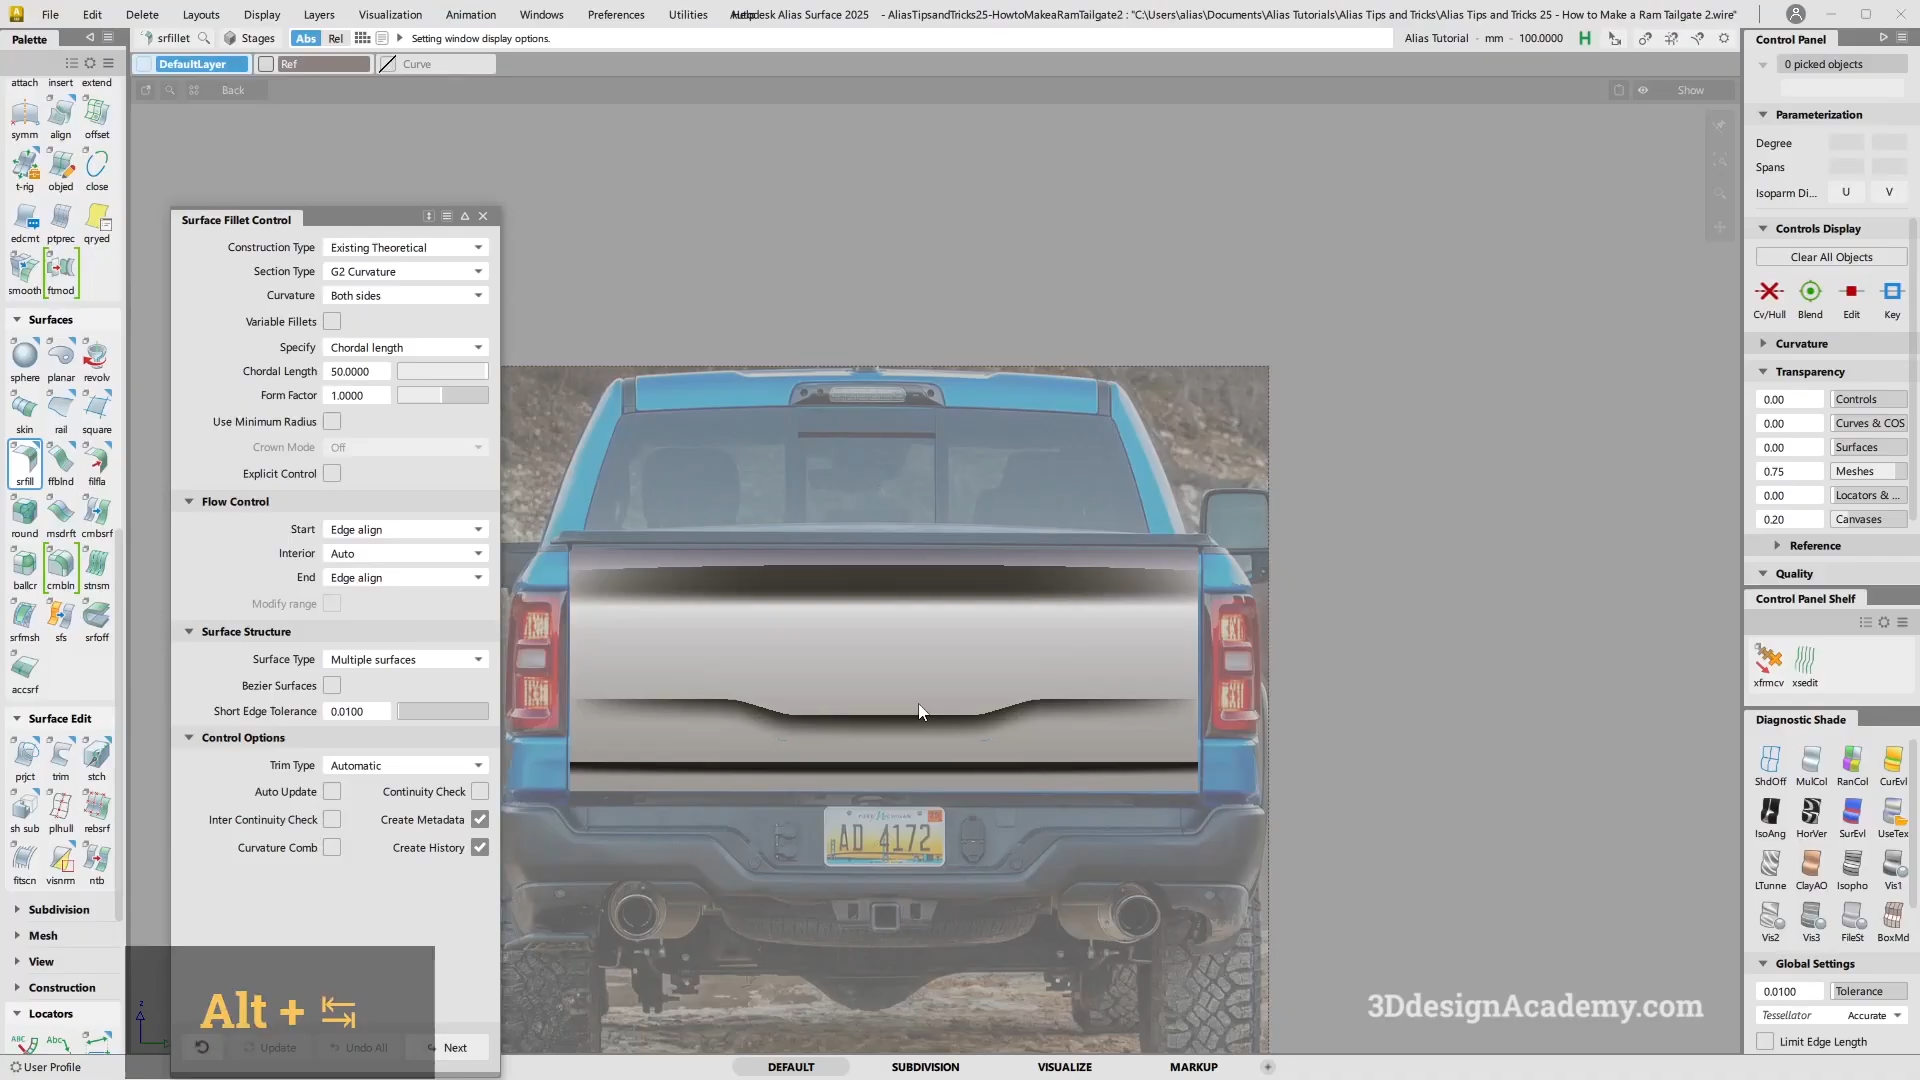 File Edit Delete Layouts Display Layers Visualization Animation Windows Preferences Utilities Help
Autodesk Alias Surface 2025 - AliasTipsandTricks25-HowtoMakeaRamTailgate2 : "C:\Users\alias\Documents\Alias Tutorials\Alias Tips and Tricks\Alias Tips and Tricks 25 - How to Make a Ram Tailgate 2.wire"
Palette
srfillet Stages Abs Rel Setting window display options.
Alias Tutorial - mm - 100.0000
DefaultLayer Ref Curve
Back
Show
attach insert extend
symm align offset
t-rig objed close
edcmt ptprec qryed
smooth ftmod
Surfaces
sphere planar revolv
skin rail square
srfill ffblnd filfla
round msdrft cmbsrf
ballcr crnbln stnsm
srfmsh sfs srfoff
accsrf
Surface Edit
prjct trim stch
sh sub plhull rebsrf
fitscn visnrm ntb
Subdivision
Mesh
View
Construction
Locators
User Profile
Surface Fillet Control
Construction Type Existing Theoretical
Section Type G2 Curvature
Curvature Both sides
Variable Fillets
Specify Chordal length
Chordal Length 50.0000
Form Factor 1.0000
Use Minimum Radius
Crown Mode Off
Explicit Control
Flow Control
Start Edge align
Interior Auto
End Edge align
Modify range
Surface Structure
Surface Type Multiple surfaces
Bezier Surfaces
Short Edge Tolerance 0.0100
Control Options
Trim Type Automatic
Auto Update Continuity Check
Inter Continuity Check Create Metadata
Curvature Comb Create History
Update Undo All Next
Alt +
AD 4172
3DdesignAcademy.com
DEFAULT SUBDIVISION VISUALIZE MARKUP +
Control Panel
0 picked objects
Parameterization
Degree
Spans
Isoparm Di... U V
Controls Display
Clear All Objects
Cv/Hull Blend Edit Key
Curvature
Transparency
0.00 Controls
0.00 Curves & COS
0.00 Surfaces
0.75 Meshes
0.00 Locators & ...
0.20 Canvases
Reference
Quality
Control Panel Shelf
xfrmcv xsedit
Diagnostic Shade
ShdOff MulCol RanCol CurEvl
IsoAng HorVer SurEvl UseTex
LTunne ClayAO Isopho Vis1
Vis2 Vis3 FileSt BoxMd
Global Settings
0.0100 Tolerance
Tessellator Accurate
Limit Edge Length